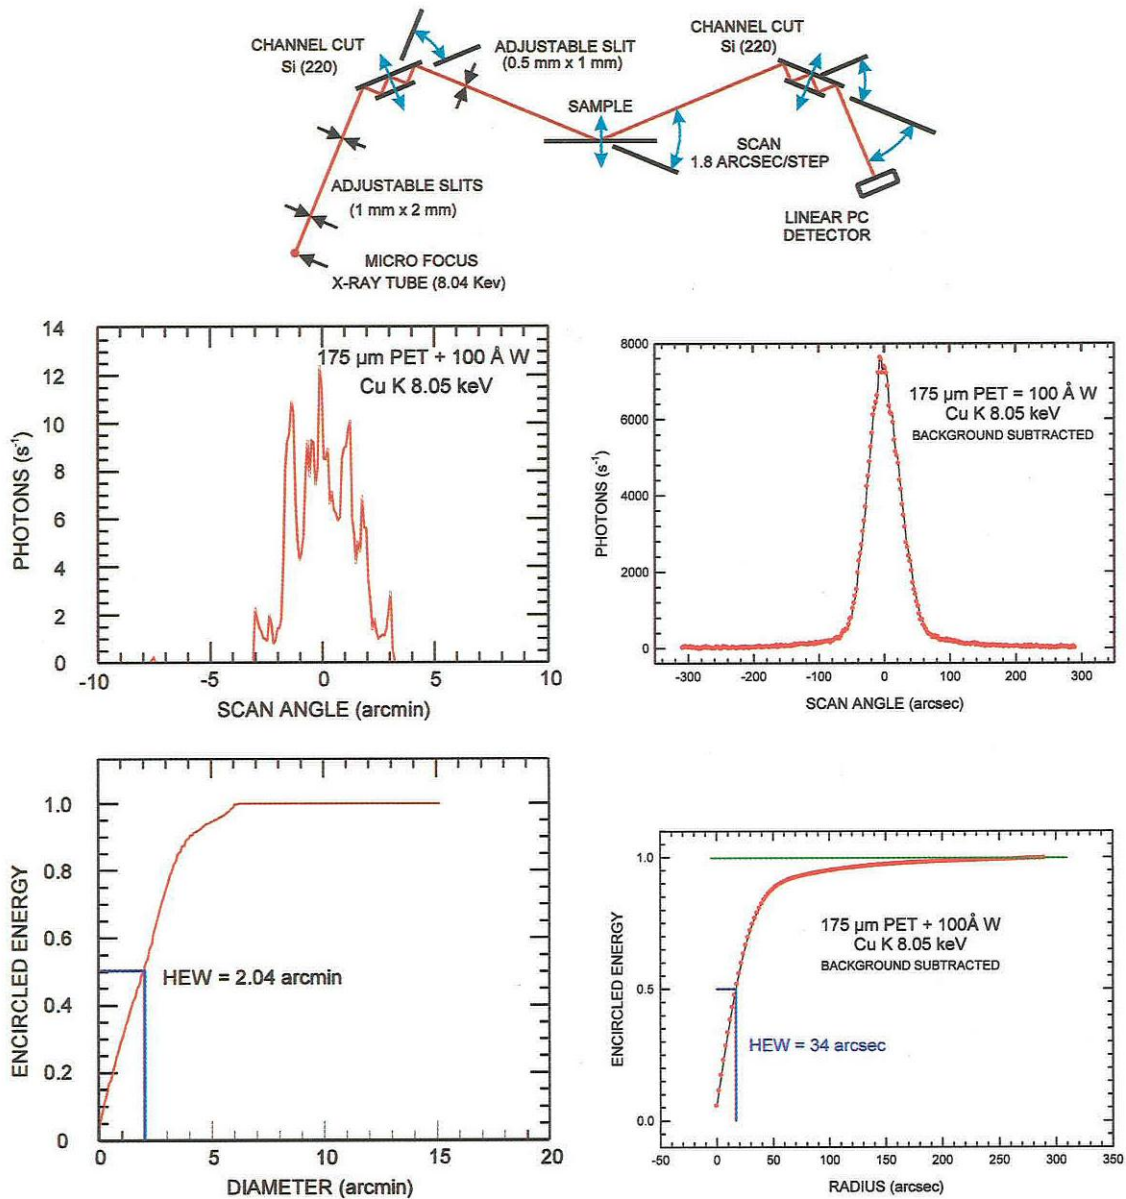 CHANNEL CUT
Si (220)
ADJUSTABLE SLIT
(0.5 mm x 1 mm)
CHANNEL CUT
Si (220)
SAMPLE
SCAN
1.8 ARCSEC/STEP
ADJUSTABLE SLITS
(1 mm x 2 mm)
LINEAR PC
DETECTOR
MICRO FOCUS
X-RAY TUBE (8.04 Kev)
PHOTONS (s⁻¹)
14
12
10
8
6
4
2
0
175 µm PET + 100 Å W
Cu K 8.05 keV
-10
-5
0
5
10
SCAN ANGLE (arcmin)
PHOTONS (s⁻¹)
8000
6000
4000
2000
0
175 µm PET = 100 Å W
Cu K 8.05 keV
BACKGROUND SUBTRACTED
-300
-200
-100
0
100
200
300
SCAN ANGLE (arcsec)
ENCIRCLED ENERGY
1.0
0.8
0.6
0.4
0.2
0
HEW = 2.04 arcmin
0
5
10
15
20
DIAMETER (arcmin)
ENCIRCLED ENERGY
1.0
0.5
0.0
175 µm PET + 100Å W
Cu K 8.05 keV
BACKGROUND SUBTRACTED
HEW = 34 arcsec
-50
0
50
100
150
200
250
300
350
RADIUS (arcsec)